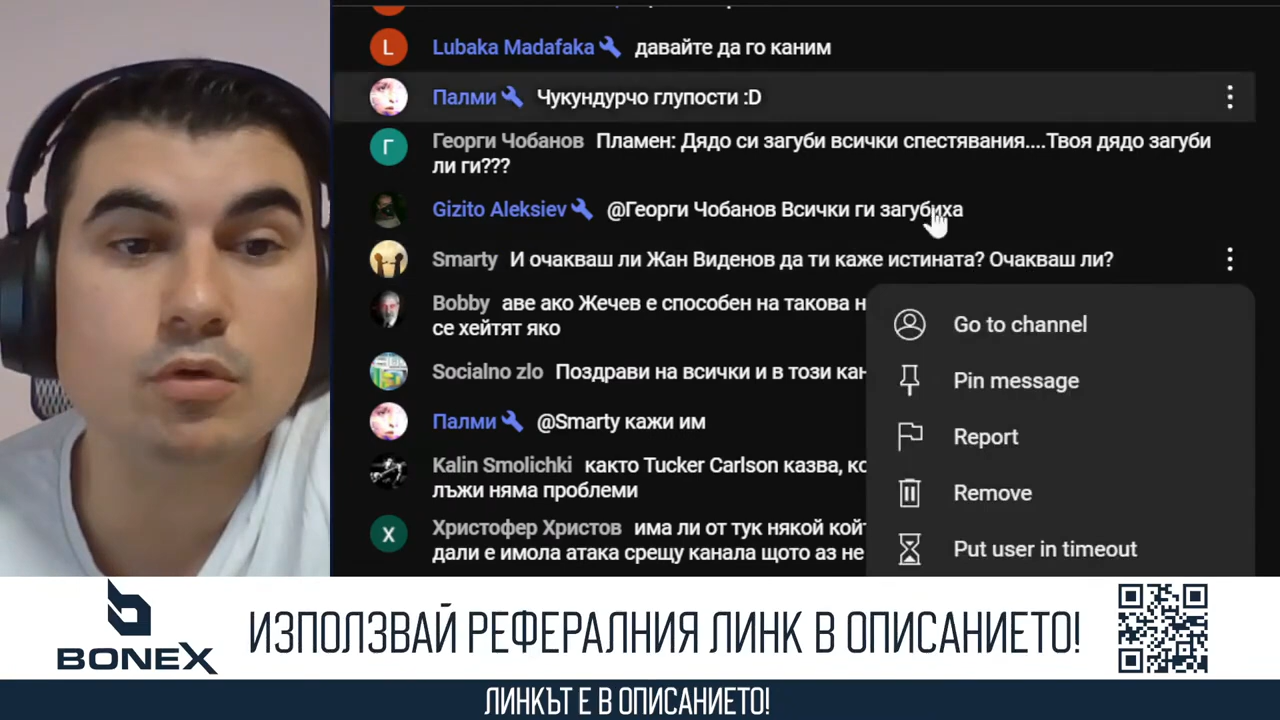 L Lubaka Madafaka давайте да го каним
Палми Чукундурчо глупости :D
Г Георги Чобанов Пламен: Дядо си загуби всички спестявания....Твоя дядо загуби
ли ги???
Gizito Aleksiev @Георги Чобанов Всички ги загубиха
Smarty И очакваш ли Жан Виденов да ти каже истината? Очакваш ли?
Bobby аве ако Жечев е способен на такова
се хейтят яко
Go to channel
Socialno zlo Поздрави на всички и в този
Pin message
Палми @Smarty кажи им
Report
Kalin Smolichki както Tucker Carlson казва,
лъжи няма проблеми
Remove
Х Христофер Христов има ли от тук някой
дали е имола атака срещу канала щото аз не
Put user in timeout
BONEX
ИЗПОЛЗВАЙ РЕФЕРАЛНИЯ ЛИНК В ОПИСАНИЕТО!
ЛИНКЪТ Е В ОПИСАНИЕТО!